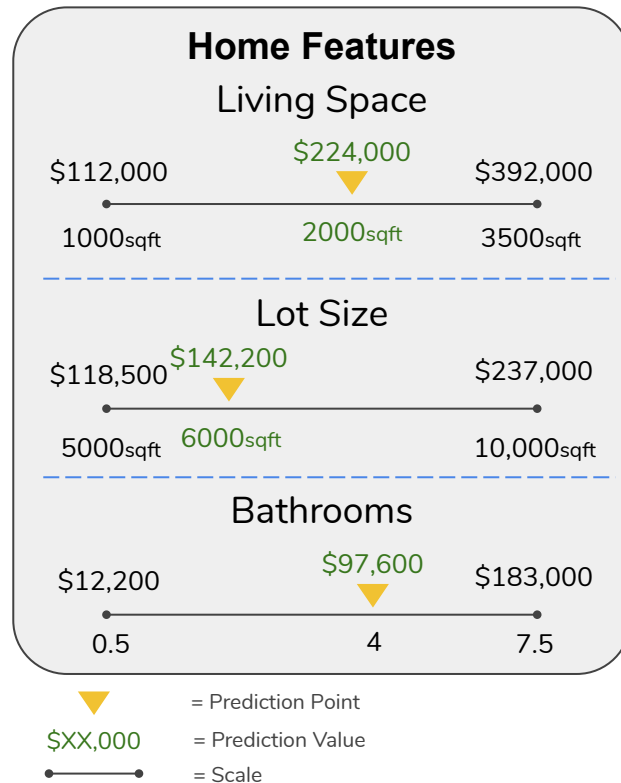 Home Features
Living Space
$224,000
$112,000 $392,000
1000sqft 2000sqft 3500sqft
Lot Size
$142,200
$118,500 $237,000
5000sqft 6000sqft 10,000sqft
Bathrooms
$97,600
$12,200 $183,000
0.5 4 7.5
= Prediction Point
$XX,000 = Prediction Value
= Scale